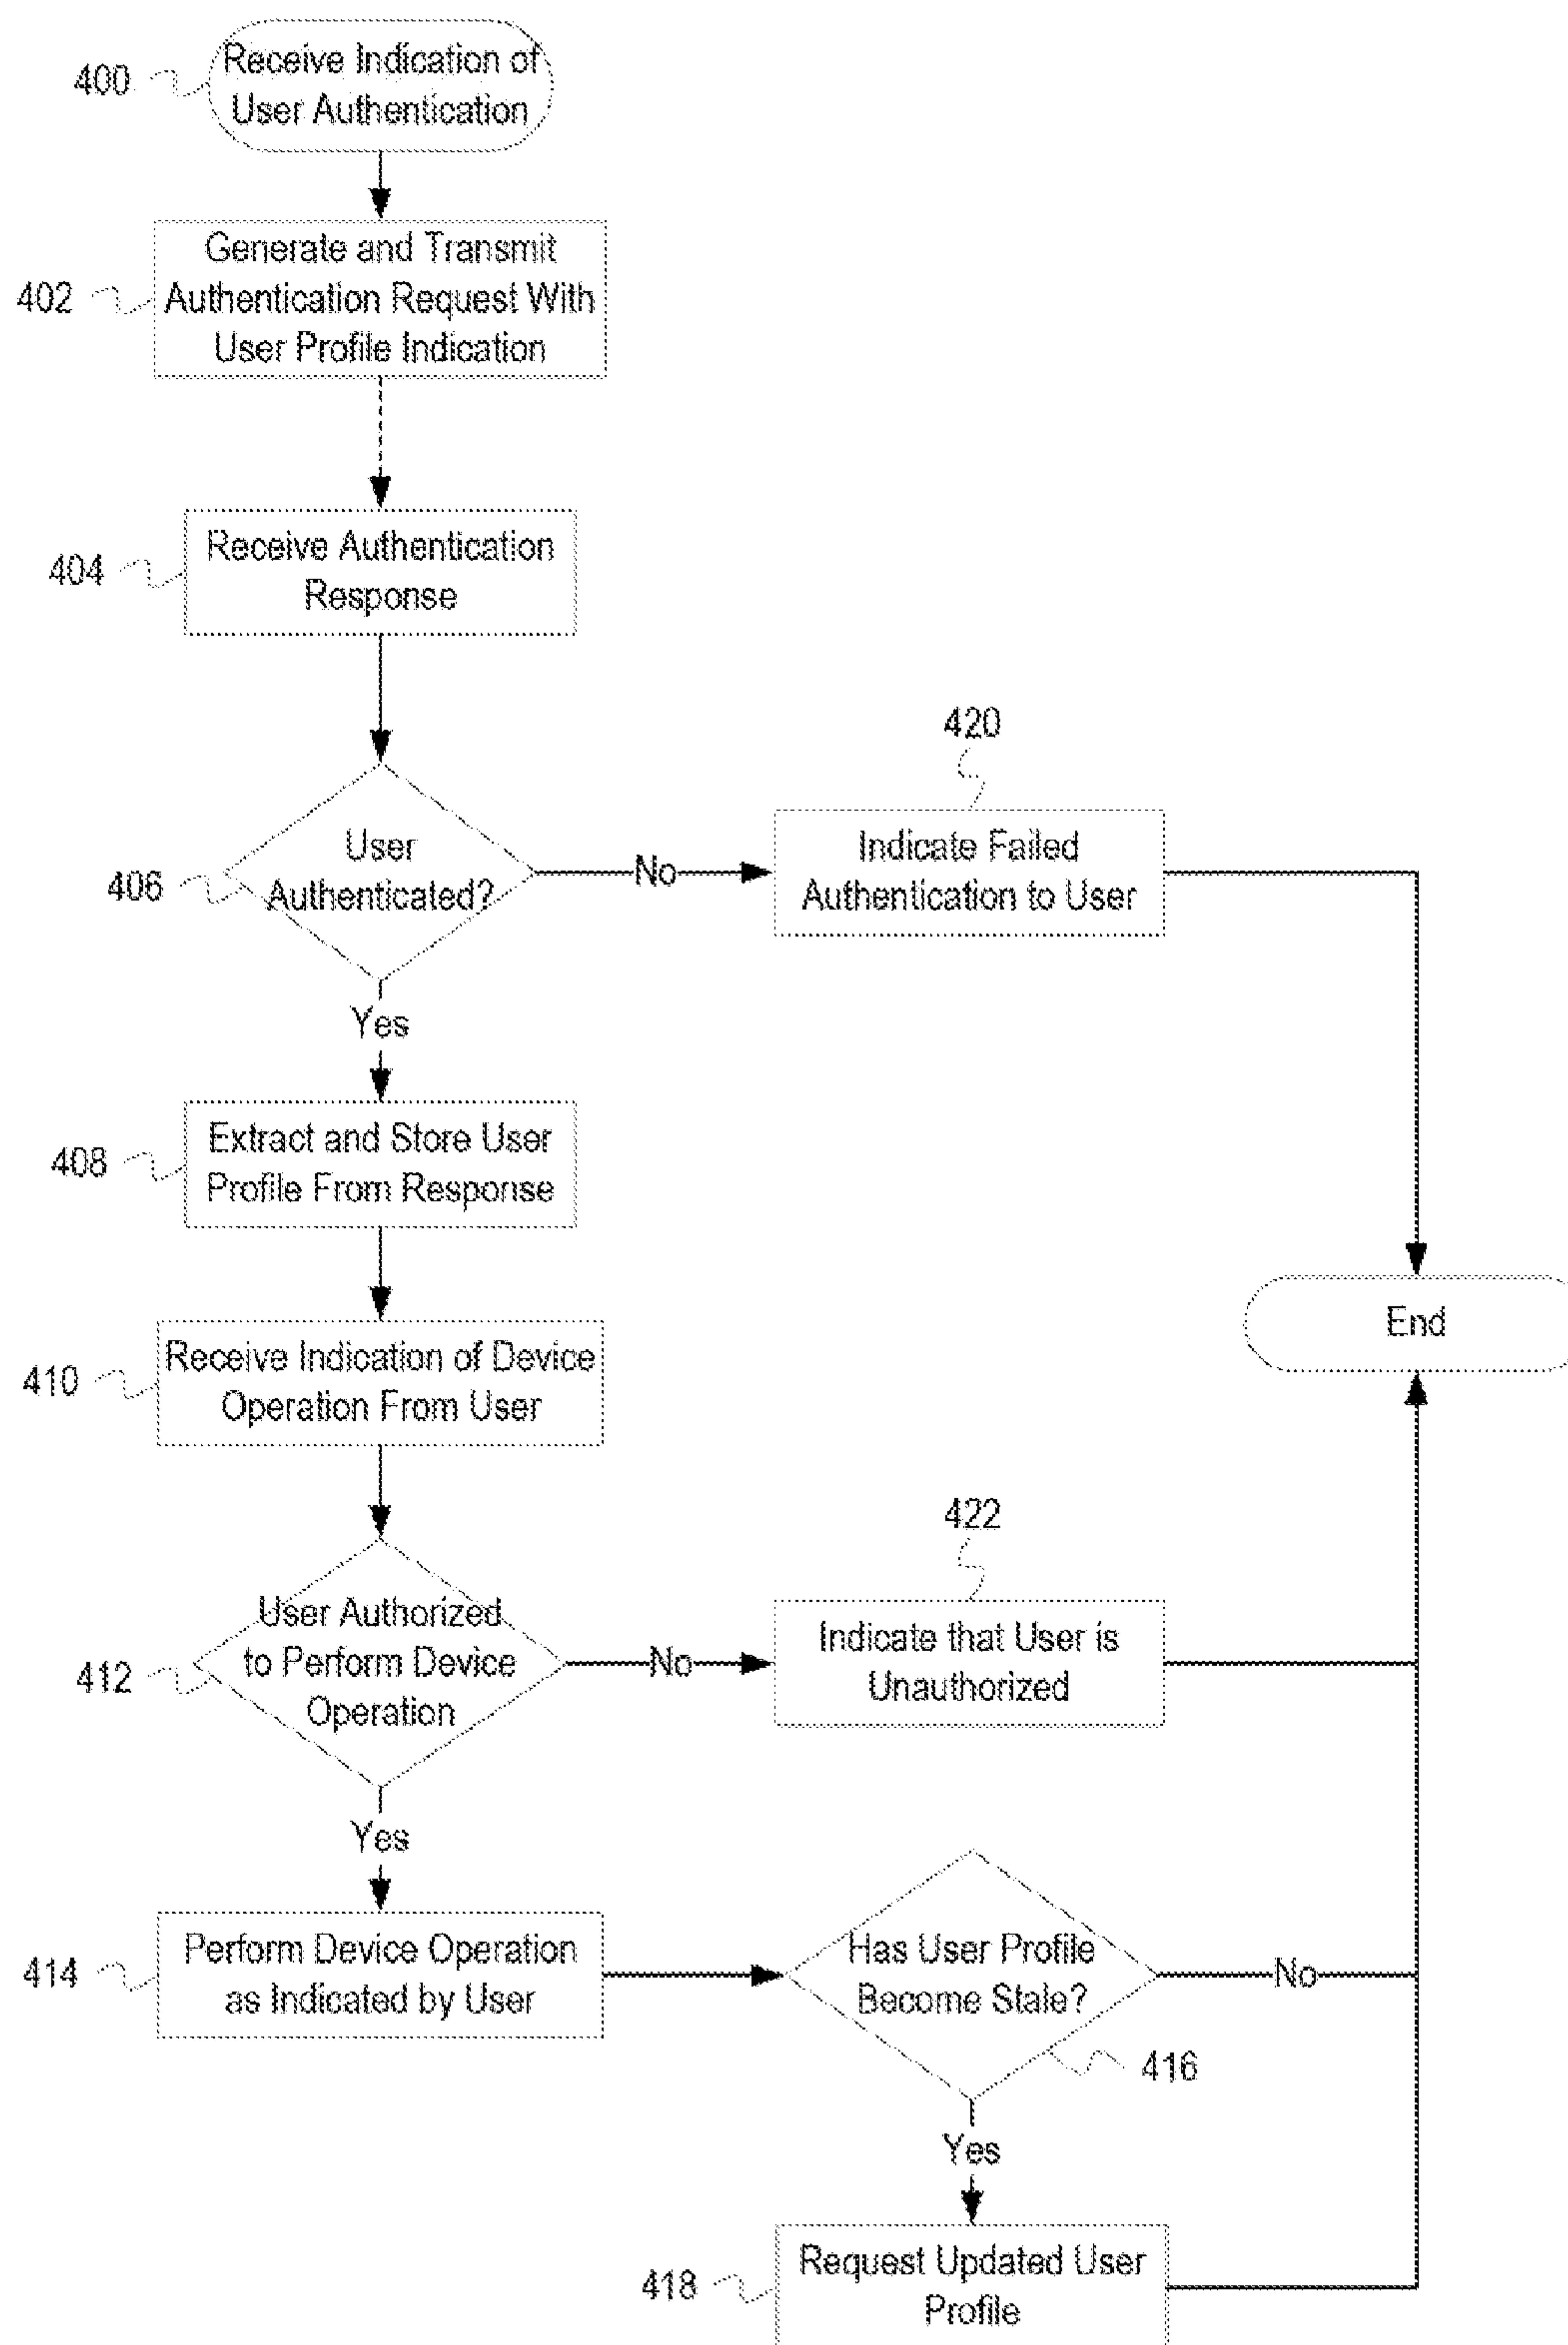 400
Receive Indication of
User Authentication
402
Generate and Transmit
Authentication Request With
User Profile Indication
404
Receive Authentication
Response
406
User
Authenticated?
No
420
Indicate Failed
Authentication to User
Yes
408
Extract and Store User
Profile From Response
End
410
Receive Indication of Device
Operation From User
412
User Authorized
to Perform Device
Operation
No
422
Indicate that User is
Unauthorized
Yes
414
Perform Device Operation
as Indicated by User
Has User Profile
Become Stale?
No
416
Yes
418
Request Updated User
Profile